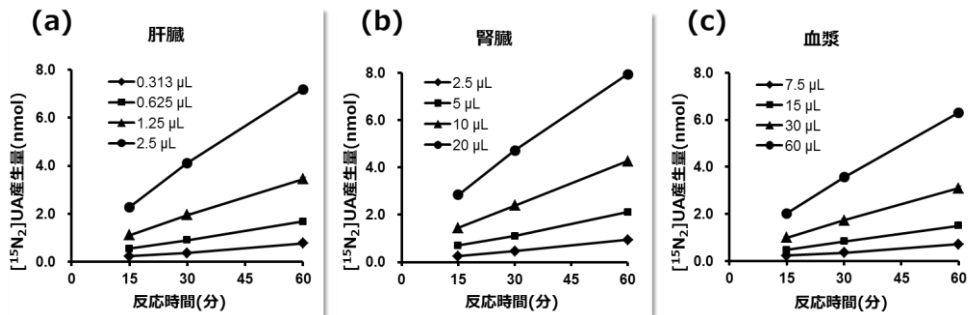 (a)
肝臓
[¹⁵N₂]UA産生量(nmol)
8.0
6.0
4.0
2.0
0.0
0.313 µL
0.625 µL
1.25 µL
2.5 µL
0
15
30
45
60
反応時間(分)
(b)
腎臓
[¹⁵N₂]UA産生量(nmol)
8.0
6.0
4.0
2.0
0.0
2.5 µL
5 µL
10 µL
20 µL
0
15
30
45
60
反応時間(分)
(c)
血漿
[¹⁵N₂]UA産生量(nmol)
8.0
6.0
4.0
2.0
0.0
7.5 µL
15 µL
30 µL
60 µL
0
15
30
45
60
反応時間(分)